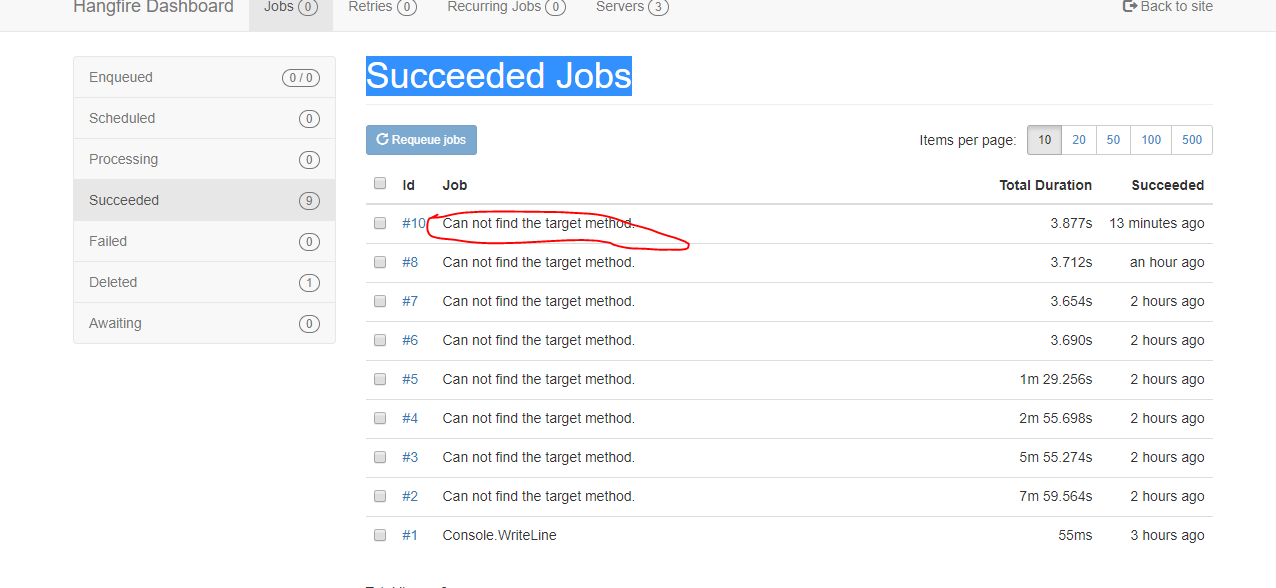 Hangfire Dashboard Jobs 0 Retries 0 Recurring Jobs 0 Servers 3 Back to site
Enqueued 0 / 0
Scheduled 0
Processing 0
Succeeded 9
Failed 0
Deleted 1
Awaiting 0
Succeeded Jobs
Requeue jobs Items per page: 10 20 50 100 500
Id Job Total Duration Succeeded
#10 Can not find the target method. 3.877s 13 minutes ago
#8 Can not find the target method. 3.712s an hour ago
#7 Can not find the target method. 3.654s 2 hours ago
#6 Can not find the target method. 3.690s 2 hours ago
#5 Can not find the target method. 1m 29.256s 2 hours ago
#4 Can not find the target method. 2m 55.698s 2 hours ago
#3 Can not find the target method. 5m 55.274s 2 hours ago
#2 Can not find the target method. 7m 59.564s 2 hours ago
#1 Console.WriteLine 55ms 3 hours ago